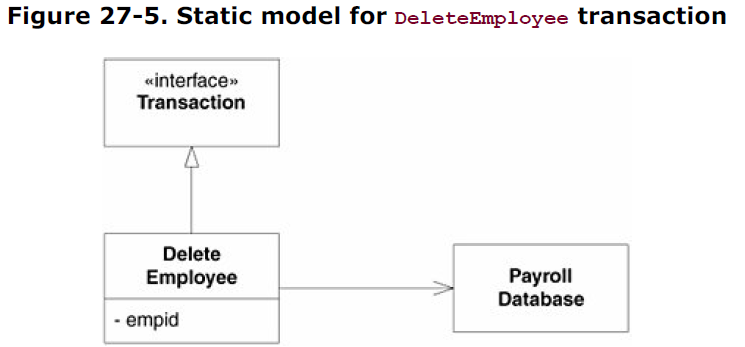 Figure 27-5. Static model for DeleteEmployee transaction
«interface»
Transaction
Delete
Employee
- empid
Payroll
Database